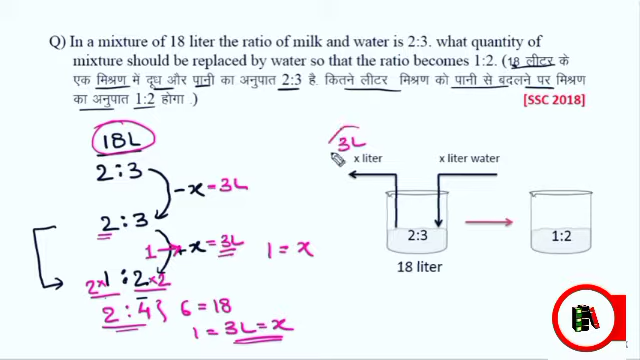 Q) In a mixture of 18 liter the ratio of milk and water is 2:3. what quantity of
mixture should be replaced by water so that the ratio becomes 1:2. ( 18 लीटर के
एक मिश्रण में दूध और पानी का अनुपात 2:3 है. कितने लीटर मिश्रण को पानी से बदलने पर मिश्रण
का अनुपात 1:2 होगा .)
[SSC 2018]
18L
2:3
-x = 3L
2:3
1 → +x = 3L
1 = x
2× 1 : 2 ×2
2 : 4 } 6 = 18
1 = 3L = x
3L
x liter
x liter water
2:3
1:2
18 liter